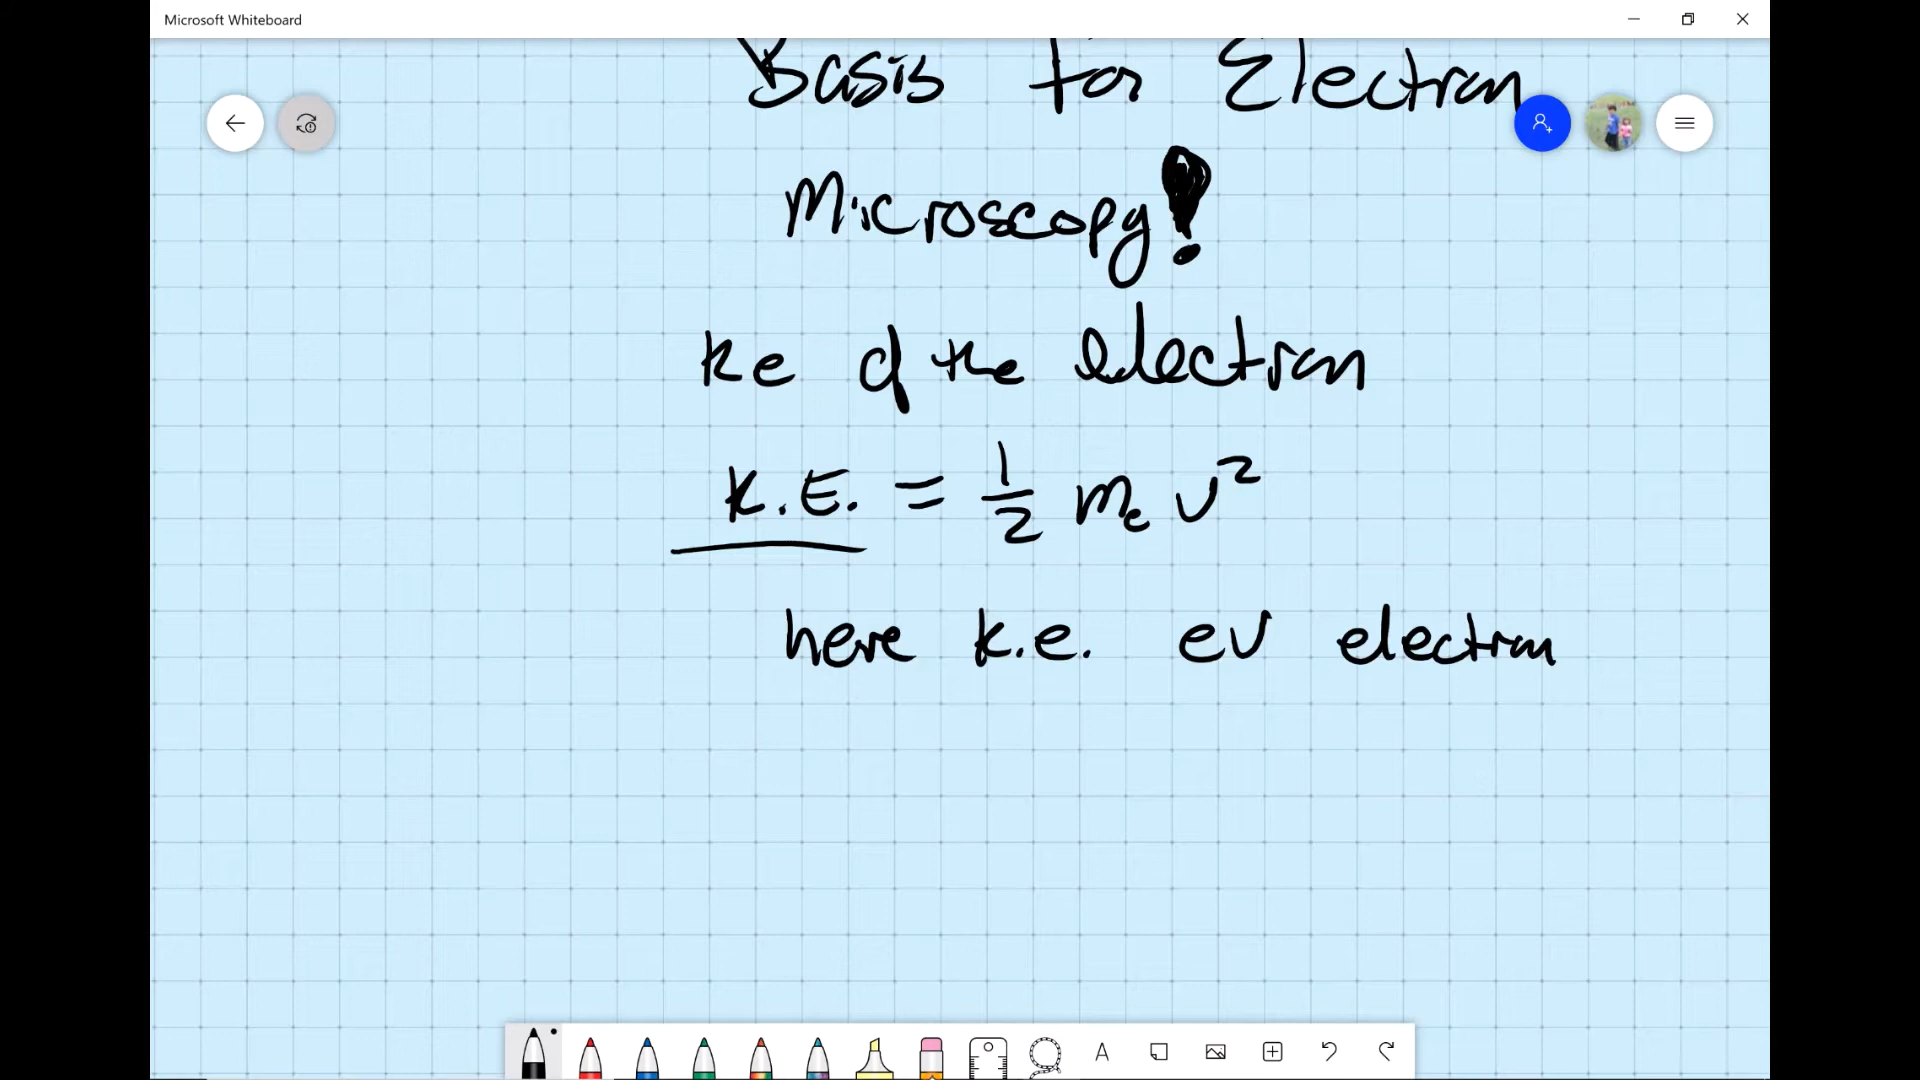 Microsoft Whiteboard
Basis for Electron
Microscopy!
ke of the electron
K.E. = 1/2 me v²
here k.e. eV electron
A